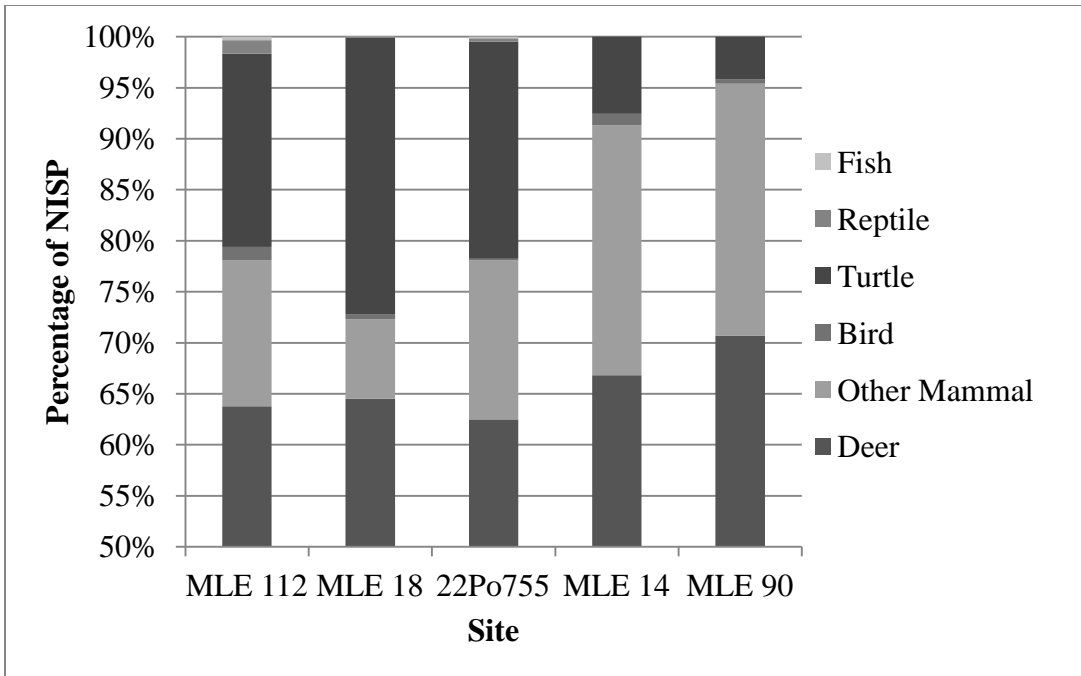 100%
95%
90%
85%
80%
75%
70%
65%
60%
55%
50%
Percentage of NISP
MLE 112 MLE 18 22Po755 MLE 14 MLE 90
Site
Fish
Reptile
Turtle
Bird
Other Mammal
Deer